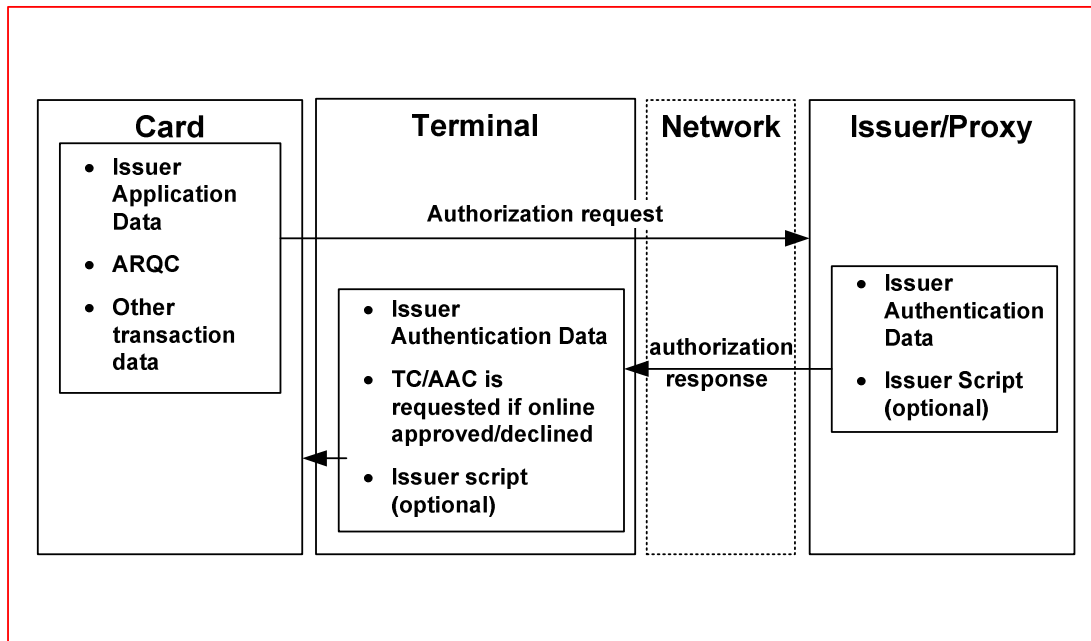 Card
Terminal
Network
Issuer/Proxy
• Issuer
Application
Data
• ARQC
• Other
transaction
data
Authorization request
• Issuer
Authentication Data
• TC/AAC is
requested if online
approved/declined
• Issuer script
(optional)
authorization
response
• Issuer
Authentication
Data
• Issuer Script
(optional)